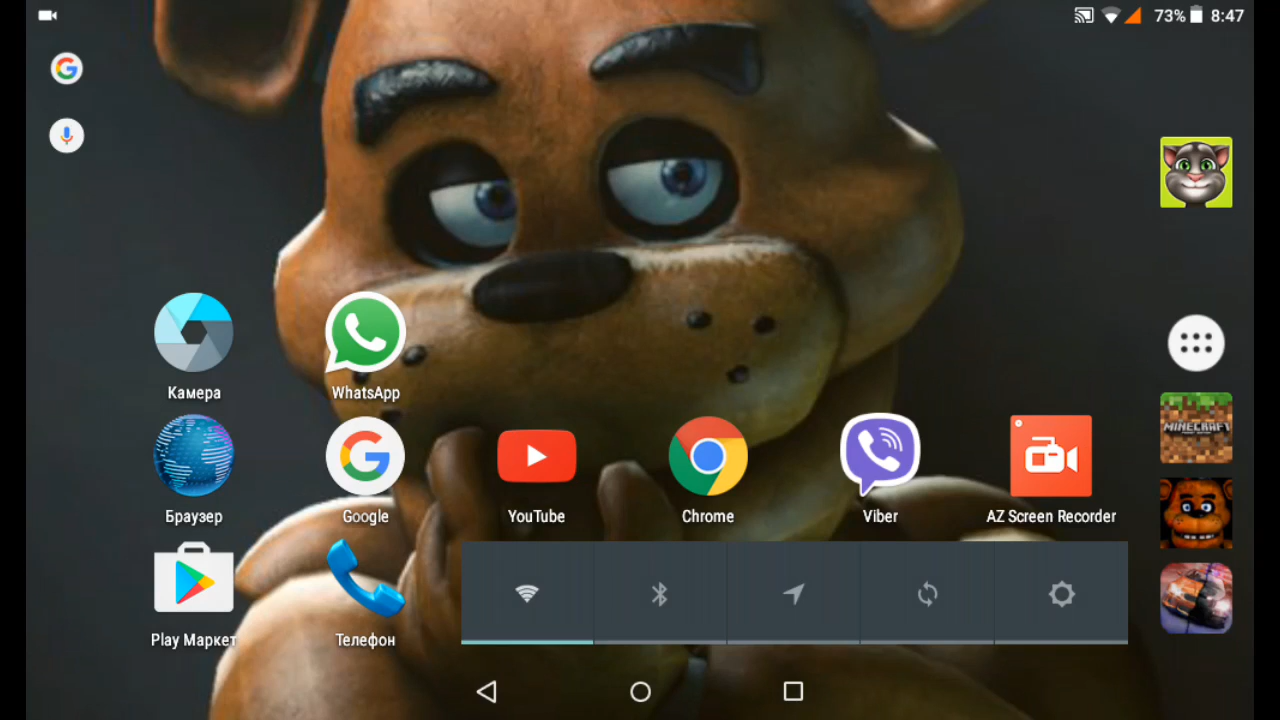 73% 8:47
Камера
WhatsApp
MINECRAFT
Браузер
Google
YouTube
Chrome
Viber
AZ Screen Recorder
Play Маркет
Телефон